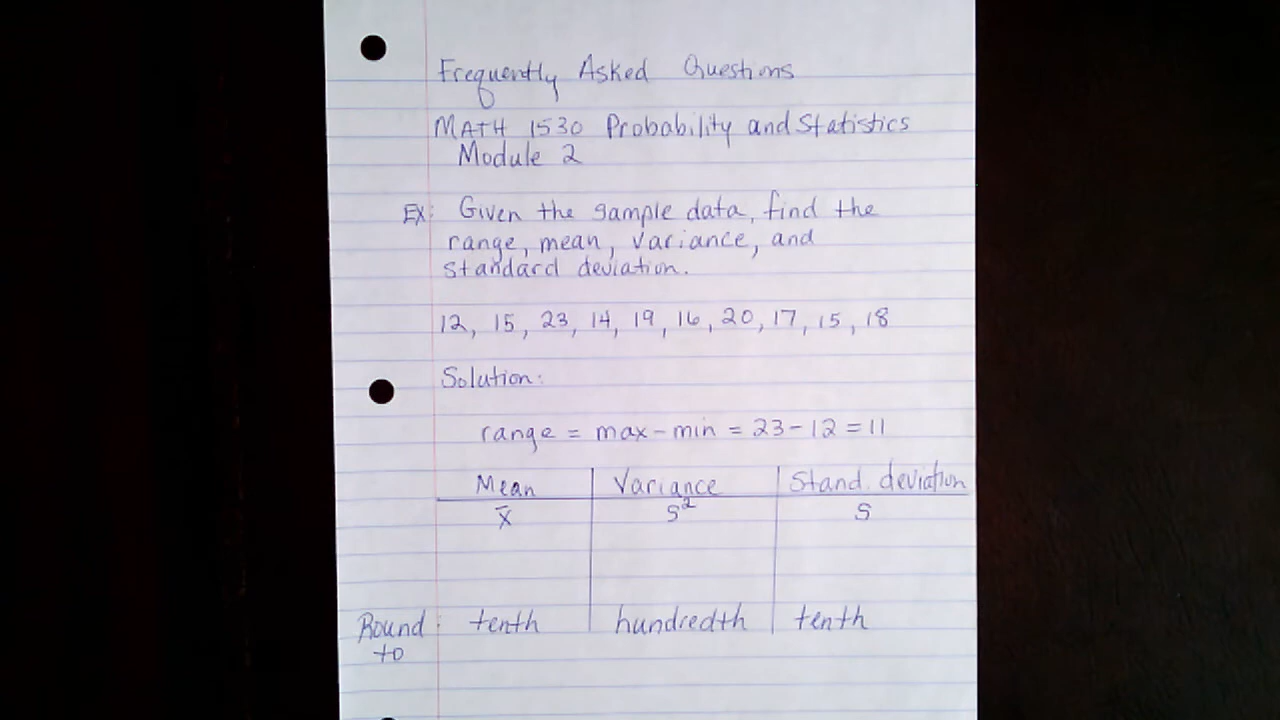 Frequently Asked Questions
MATH 1530 Probability and Statistics
Module 2
EX: Given the sample data, find the
range, mean, variance, and
standard deviation.
12, 15, 23, 14, 19, 16, 20, 17, 15, 18
Solution:
range = max - min = 23 - 12 = 11
Mean Variance Stand. deviation
x̄ s² s
Round: tenth hundredth tenth
to